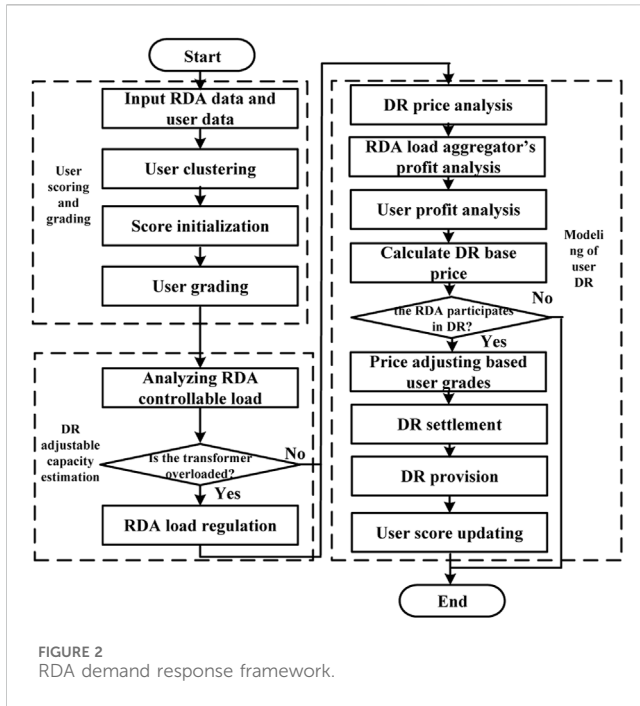 Start
Input RDA data and
user data
User clustering
Score initialization
User grading
User
scoring
and
grading
Analyzing RDA
controllable load
Is the transformer
overloaded?
No
Yes
RDA load regulation
DR
adjustable
capacity
estimation
DR price analysis
RDA load aggregator's
profit analysis
User profit analysis
Calculate DR base
price
the RDA participates
in DR?
No
Yes
Price adjusting based
user grades
DR settlement
DR provision
User score updating
Modeli
ng of
user
DR
End
FIGURE 2
RDA demand response framework.